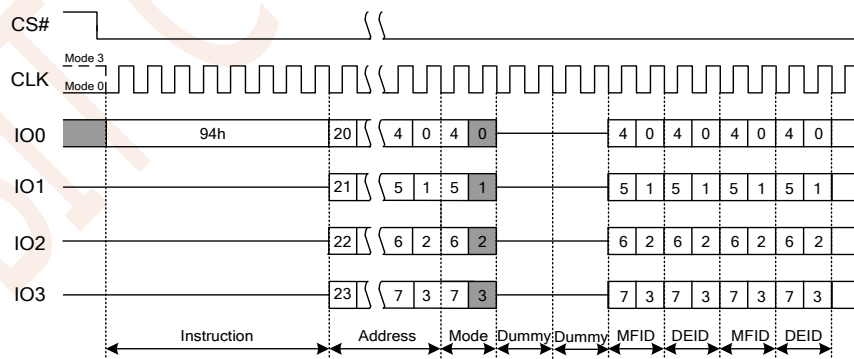 CS#
Mode 3
CLK
Mode 0
IO0 94h 20 4 0 4 0 4 0 4 0 4 0 4 0
IO1 21 5 1 5 1 5 1 5 1 5 1 5 1
IO2 22 6 2 6 2 6 2 6 2 6 2 6 2
IO3 23 7 3 7 3 7 3 7 3 7 3 7 3
Instruction Address Mode Dummy Dummy MFID DEID MFID DEID